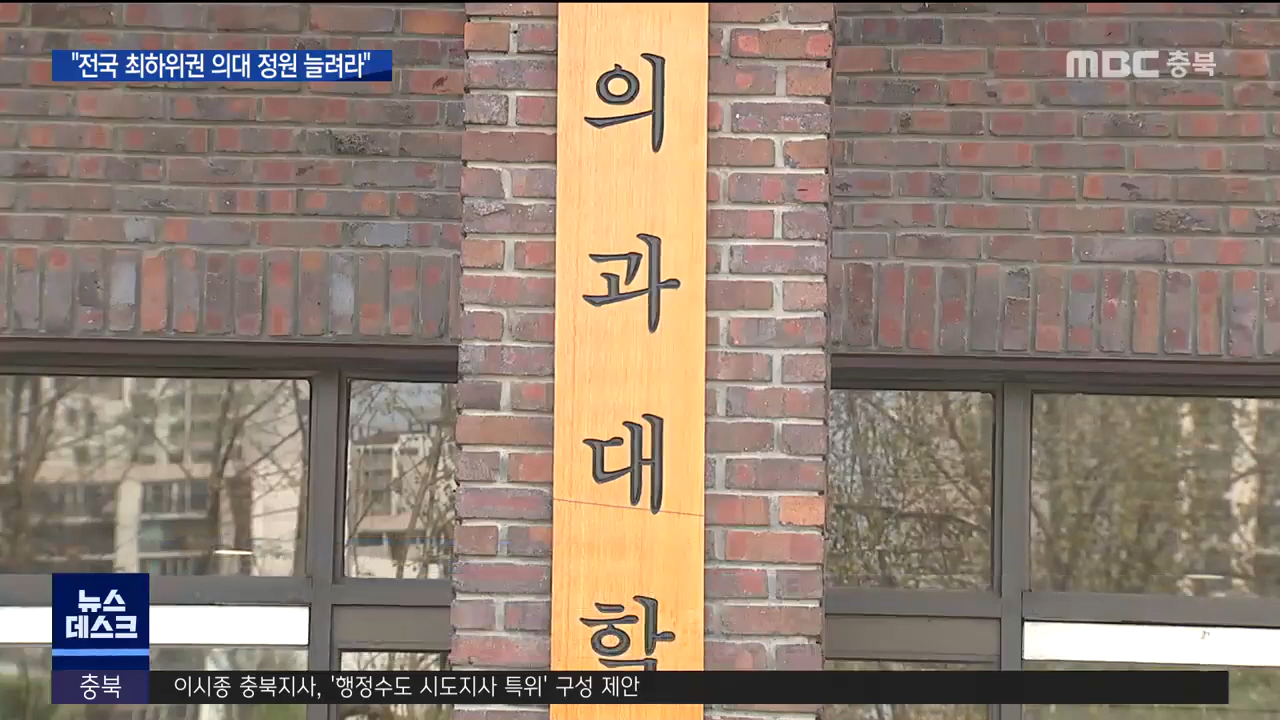 "전국 최하위권 의대 정원 늘려라"
MBC 충북
의
과
대
학
뉴스
데스크
충북
이시종 충북지사, '행정수도 시도지사 특위' 구성 제안